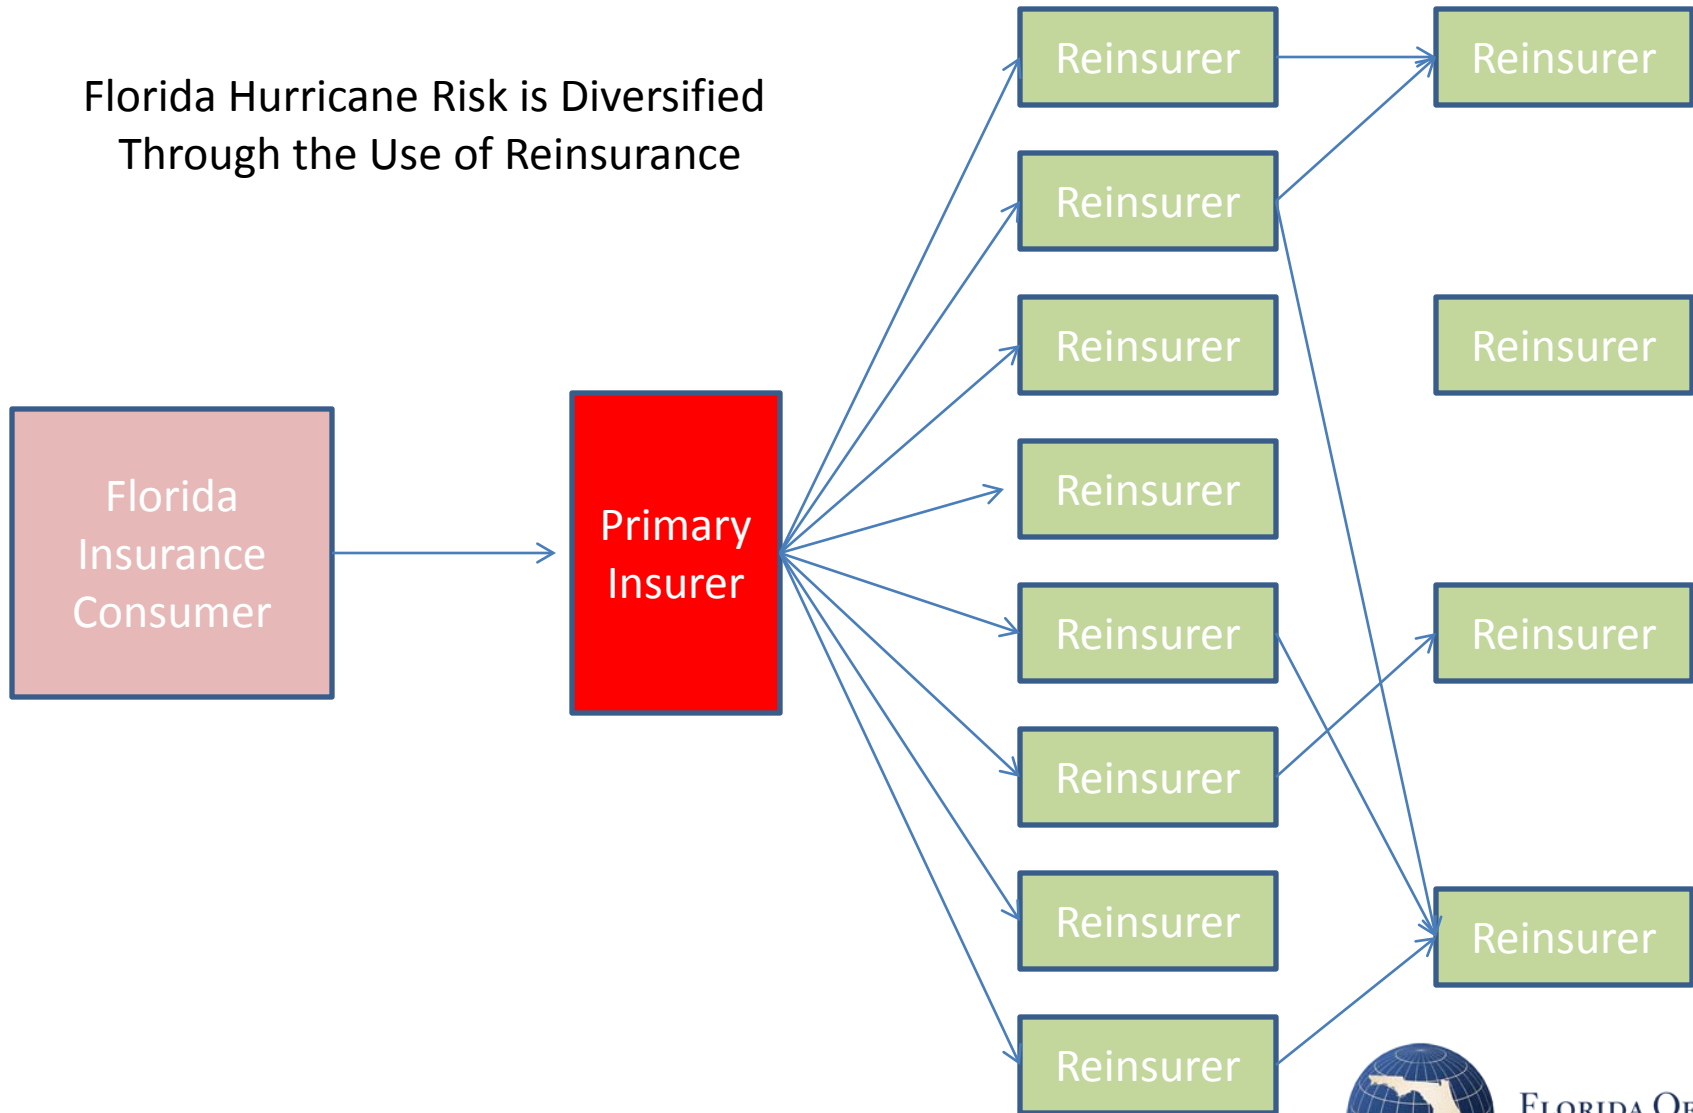 Florida Hurricane Risk is Diversified
Through the Use of Reinsurance
Florida
Insurance
Consumer
Primary
Insurer
Reinsurer
Reinsurer
Reinsurer
Reinsurer
Reinsurer
Reinsurer
Reinsurer
Reinsurer
Reinsurer
Reinsurer
Reinsurer
Reinsurer
FLORIDA